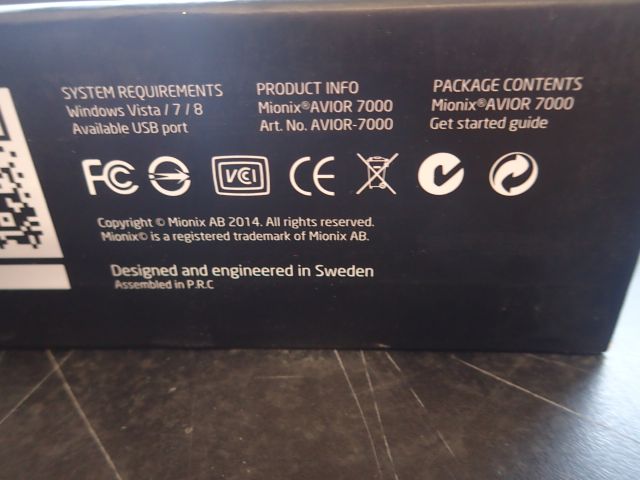 SYSTEM REQUIREMENTS
Windows Vista / 7 / 8
Available USB port
PRODUCT INFO
Mionix®AVIOR 7000
Art. No. AVIOR-7000
PACKAGE CONTENTS
Mionix®AVIOR 7000
Get started guide
FC VCI CE
Copyright © Mionix AB 2014. All rights reserved.
Mionix© is a registered trademark of Mionix AB.
Designed and engineered in Sweden
Assembled in P.R.C